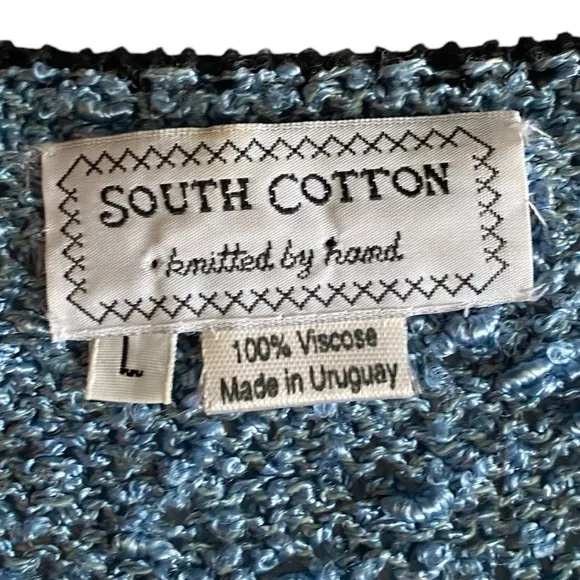 SOUTH COTTON
knitted by hand
L
100% Viscose
Made in Uruguay